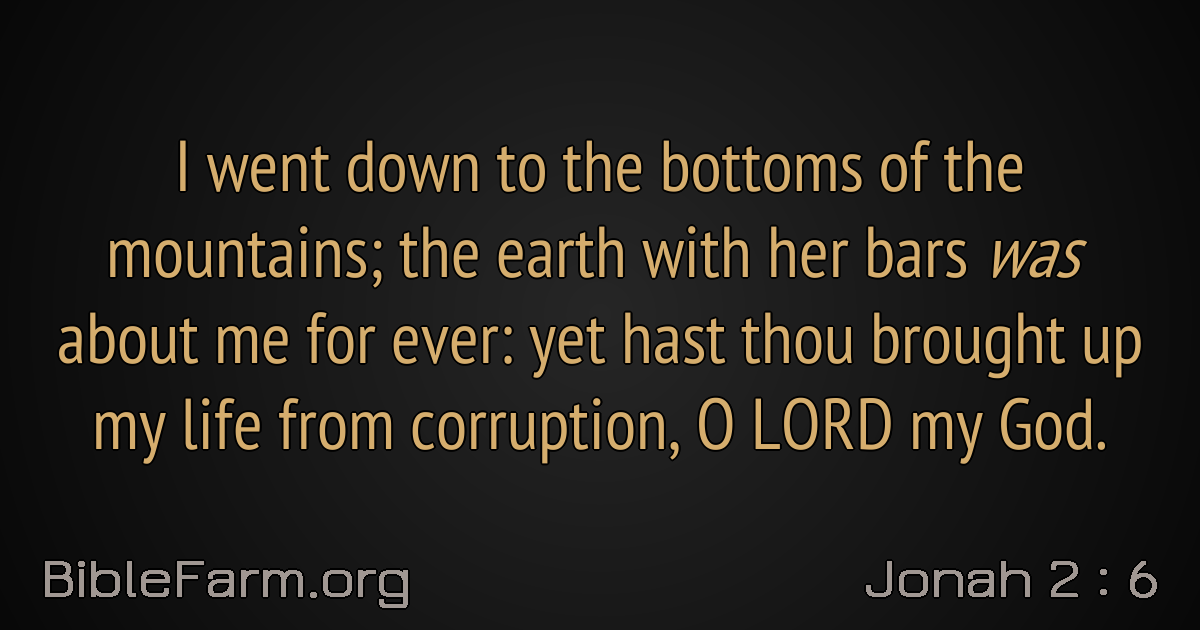 I went down to the bottoms of the
mountains; the earth with her bars was
about me for ever: yet hast thou brought up
my life from corruption, O LORD my God.
BibleFarm.org
Jonah 2 : 6